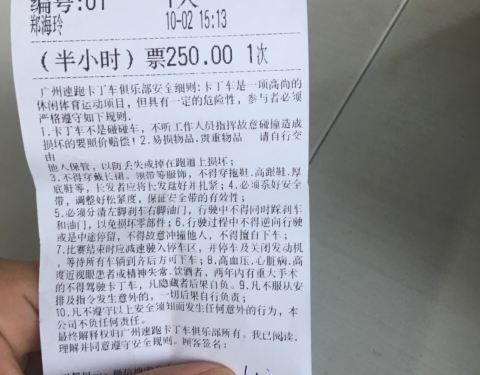 编号:01 1人
郑海玲 10-02 15:13
(半小时)票250.00 1次
广州速跑卡丁车俱乐部安全细则:卡丁车是一项高尚的
休闲体育运动项目,但具有一定的危险性,参与者必须
严格遵守如下规则.
1.卡丁车不是碰碰车,不听工作人员指挥故意碰撞造成
损坏的要照价赔偿!2.易损物品.贵重物品 请自行交
由
他人保管,以防丢失或掉在跑道上损坏;
3.不得穿戴长裙、领带等服饰,不得穿拖鞋.高跟鞋.厚
底鞋等,长发者应将长发盘好并扎紧;4.必须系好安全
带,调整好松紧度,保证安全带的有效性;
5.必须分清左脚刹车右脚油门,行驶中不得同时踩刹车
和油门,以免损坏零部件;6.行驶过程中不得逆向行驶
或是中途停留,不得故意冲撞他人,不得擅自下车;
7.比赛结束时应减速驶入停车区,并停车及关闭发动机
,等待所有车辆到齐后方可下车;8.高血压.心脏病.高
度近视眼患者或精神失常.饮酒者,两年内有重大手术
的不得驾驶卡丁车,凡隐藏者后果自负。9.凡不服从安
排及指令发生意外的,一切后果自行负责;
10.凡不遵守以上安全须知而发生任何意外的行为,本
公司不负任何责任。
最终解释权归广州速跑卡丁车俱乐部所有。我已阅读.
理解并同意遵守安全规则。顾客签名: